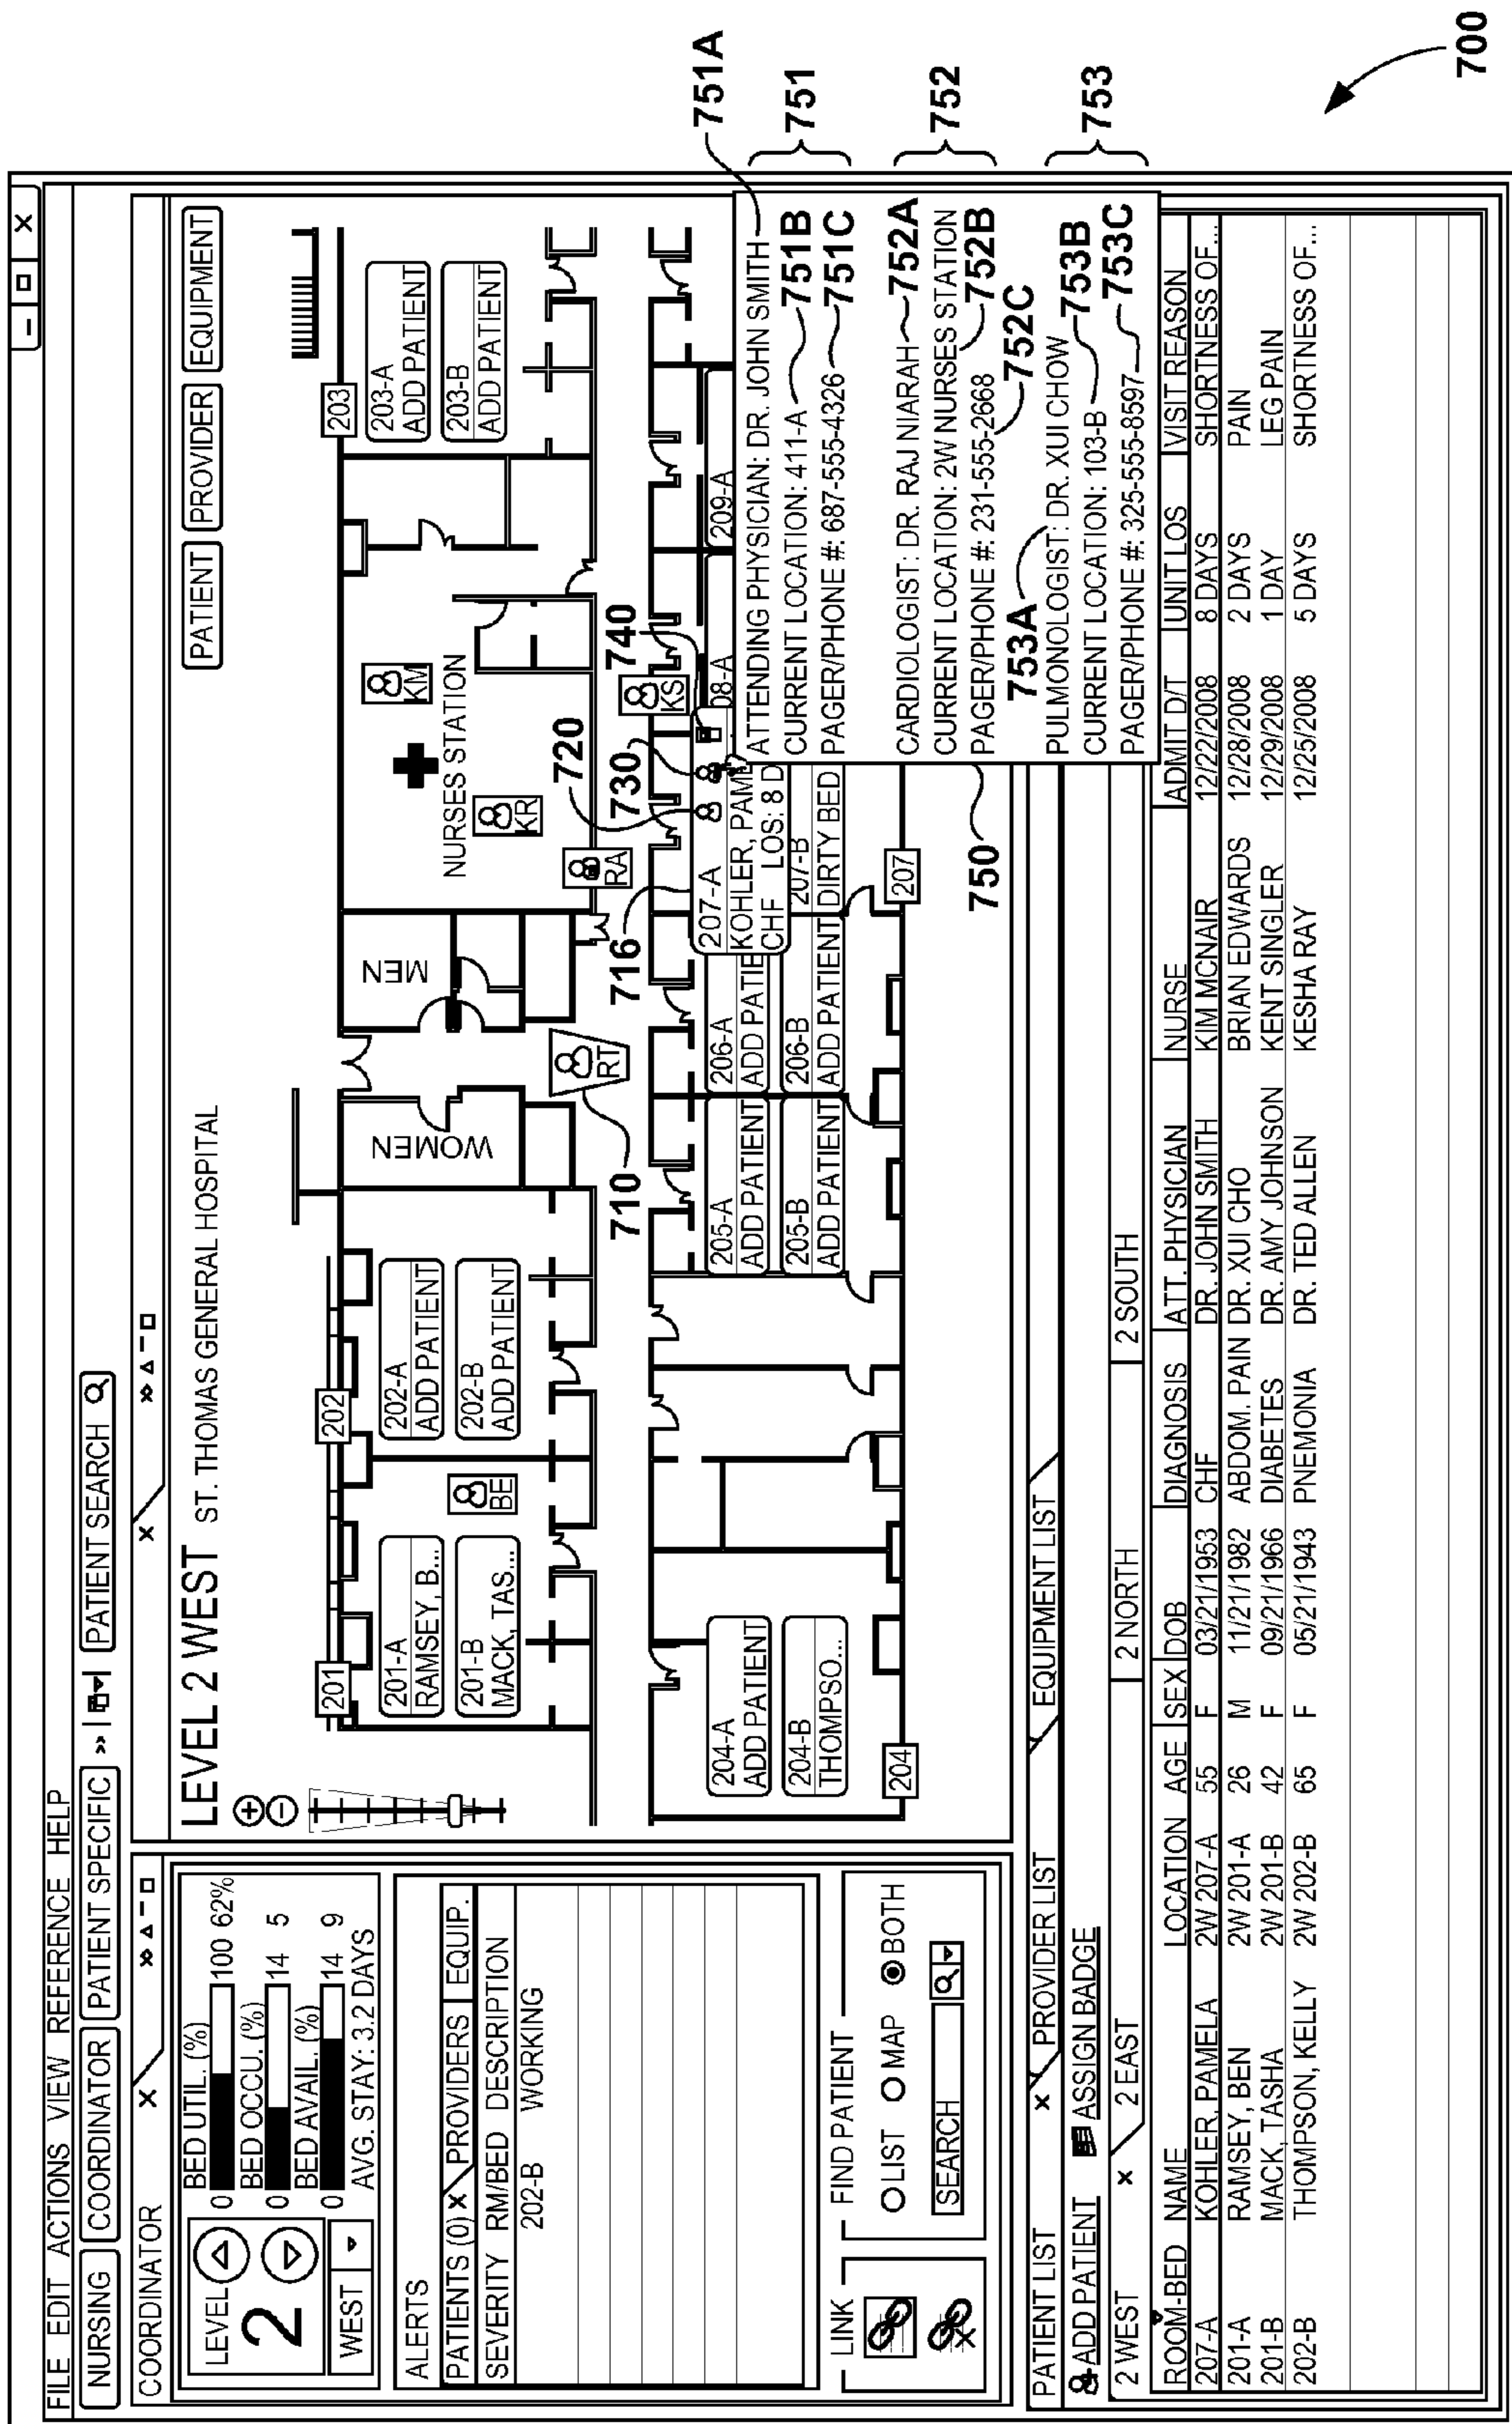 FILE EDIT ACTIONS VIEW REFERENCE HELP
NURSING COORDINATOR PATIENT SPECIFIC >> PATIENT SEARCH
COORDINATOR X
LEVEL
2
WEST
BED UTIL. (%)
0 100 62%
BED OCCU. (%)
0 14 5
BED AVAIL. (%)
0 14 9
AVG. STAY: 3.2 DAYS
ALERTS
PATIENTS (0) X PROVIDERS EQUIP.
SEVERITY RM/BED DESCRIPTION
202-B WORKING
LINK
FIND PATIENT
LIST MAP BOTH
SEARCH
X
LEVEL 2 WEST ST. THOMAS GENERAL HOSPITAL
PATIENT PROVIDER EQUIPMENT
201
202
203
201-A
RAMSEY, B...
201-B
MACK, TAS...
BE
202-A
ADD PATIENT
202-B
ADD PATIENT
WOMEN
MEN
NURSES STATION
KM
KR
RA
KS
RT
203-A
ADD PATIENT
203-B
ADD PATIENT
710
716
720
730
740
204-A
ADD PATIENT
204-B
THOMPSO...
204
205-A
ADD PATIENT
205-B
ADD PATIENT
206-A
ADD PATIE
206-B
ADD PATIENT
207-A
KOHLER, PAME
CHF LOS: 8 D
207-B
DIRTY BED
207
08-A
209-A
750
ATTENDING PHYSICIAN: DR. JOHN SMITH 751A
CURRENT LOCATION: 411-A 751B
PAGER/PHONE #: 687-555-4326 751C
751
CARDIOLOGIST: DR. RAJ NIARAH 752A
CURRENT LOCATION: 2W NURSES STATION 752B
PAGER/PHONE #: 231-555-2668 752C
752
753A
PULMONOLOGIST: DR. XUI CHOW
CURRENT LOCATION: 103-B 753B
PAGER/PHONE #: 325-555-8597 753C
753
700
PATIENT LIST X PROVIDER LIST EQUIPMENT LIST
ADD PATIENT ASSIGN BADGE
2 WEST X 2 EAST 2 NORTH 2 SOUTH
ROOM-BED NAME LOCATION AGE SEX DOB DIAGNOSIS ATT. PHYSICIAN NURSE ADMIT D/T UNIT LOS VISIT REASON
207-A KOHLER, PAMELA 2W 207-A 55 F 03/21/1953 CHF DR. JOHN SMITH KIM MCNAIR 12/22/2008 8 DAYS SHORTNESS OF...
201-A RAMSEY, BEN 2W 201-A 26 M 11/21/1982 ABDOM. PAIN DR. XUI CHO BRIAN EDWARDS 12/28/2008 2 DAYS PAIN
201-B MACK, TASHA 2W 201-B 42 F 09/21/1966 DIABETES DR. AMY JOHNSON KENT SINGLER 12/29/2008 1 DAY LEG PAIN
202-B THOMPSON, KELLY 2W 202-B 65 F 05/21/1943 PNEMONIA DR. TED ALLEN KESHA RAY 12/25/2008 5 DAYS SHORTNESS OF...